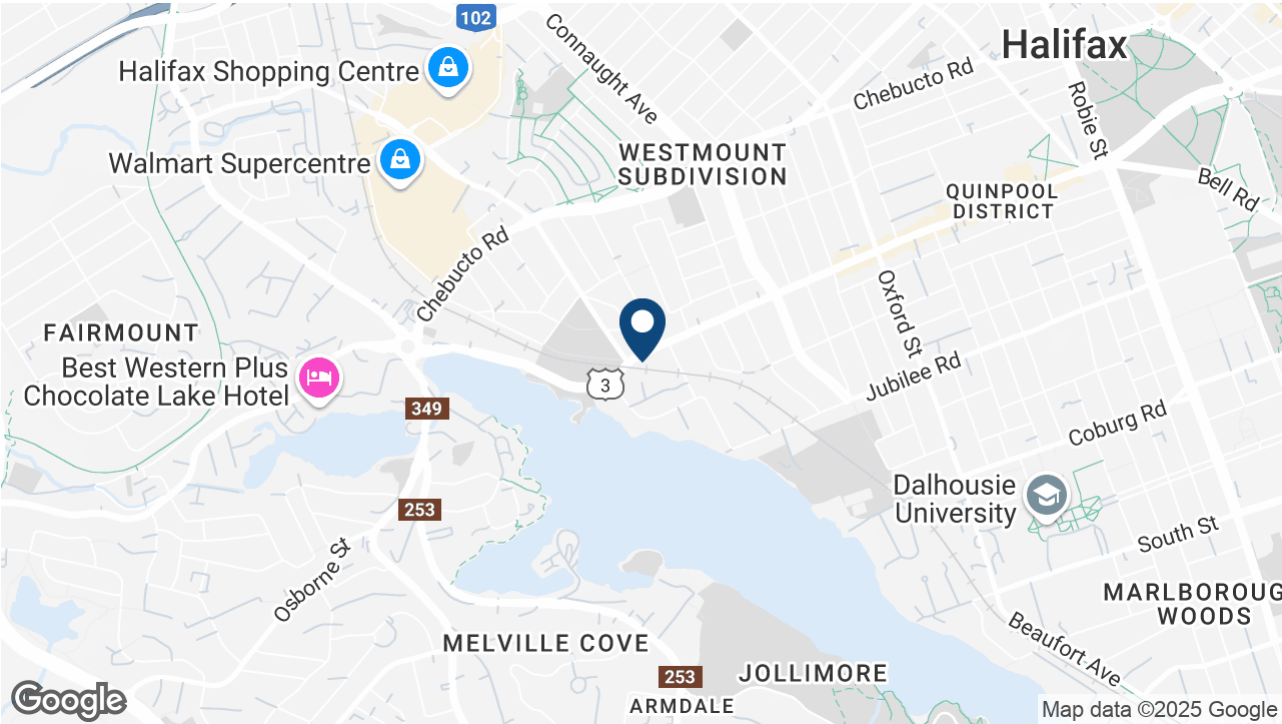 102
Connaught Ave
Halifax
Halifax Shopping Centre
Chebucto Rd
Robie St
Walmart Supercentre
WESTMOUNT
SUBDIVISION
QUINPOOL
DISTRICT
Bell Rd
Chebucto Rd
Oxford St
FAIRMOUNT
Best Western Plus
Chocolate Lake Hotel
3
Jubilee Rd
349
Coburg Rd
Dalhousie
University
253
South St
Osborne St
MARLBOROUG
WOODS
MELVILLE COVE
Beaufort Ave
253
JOLLIMORE
ARMDALE
Google
Map data ©2025 Google